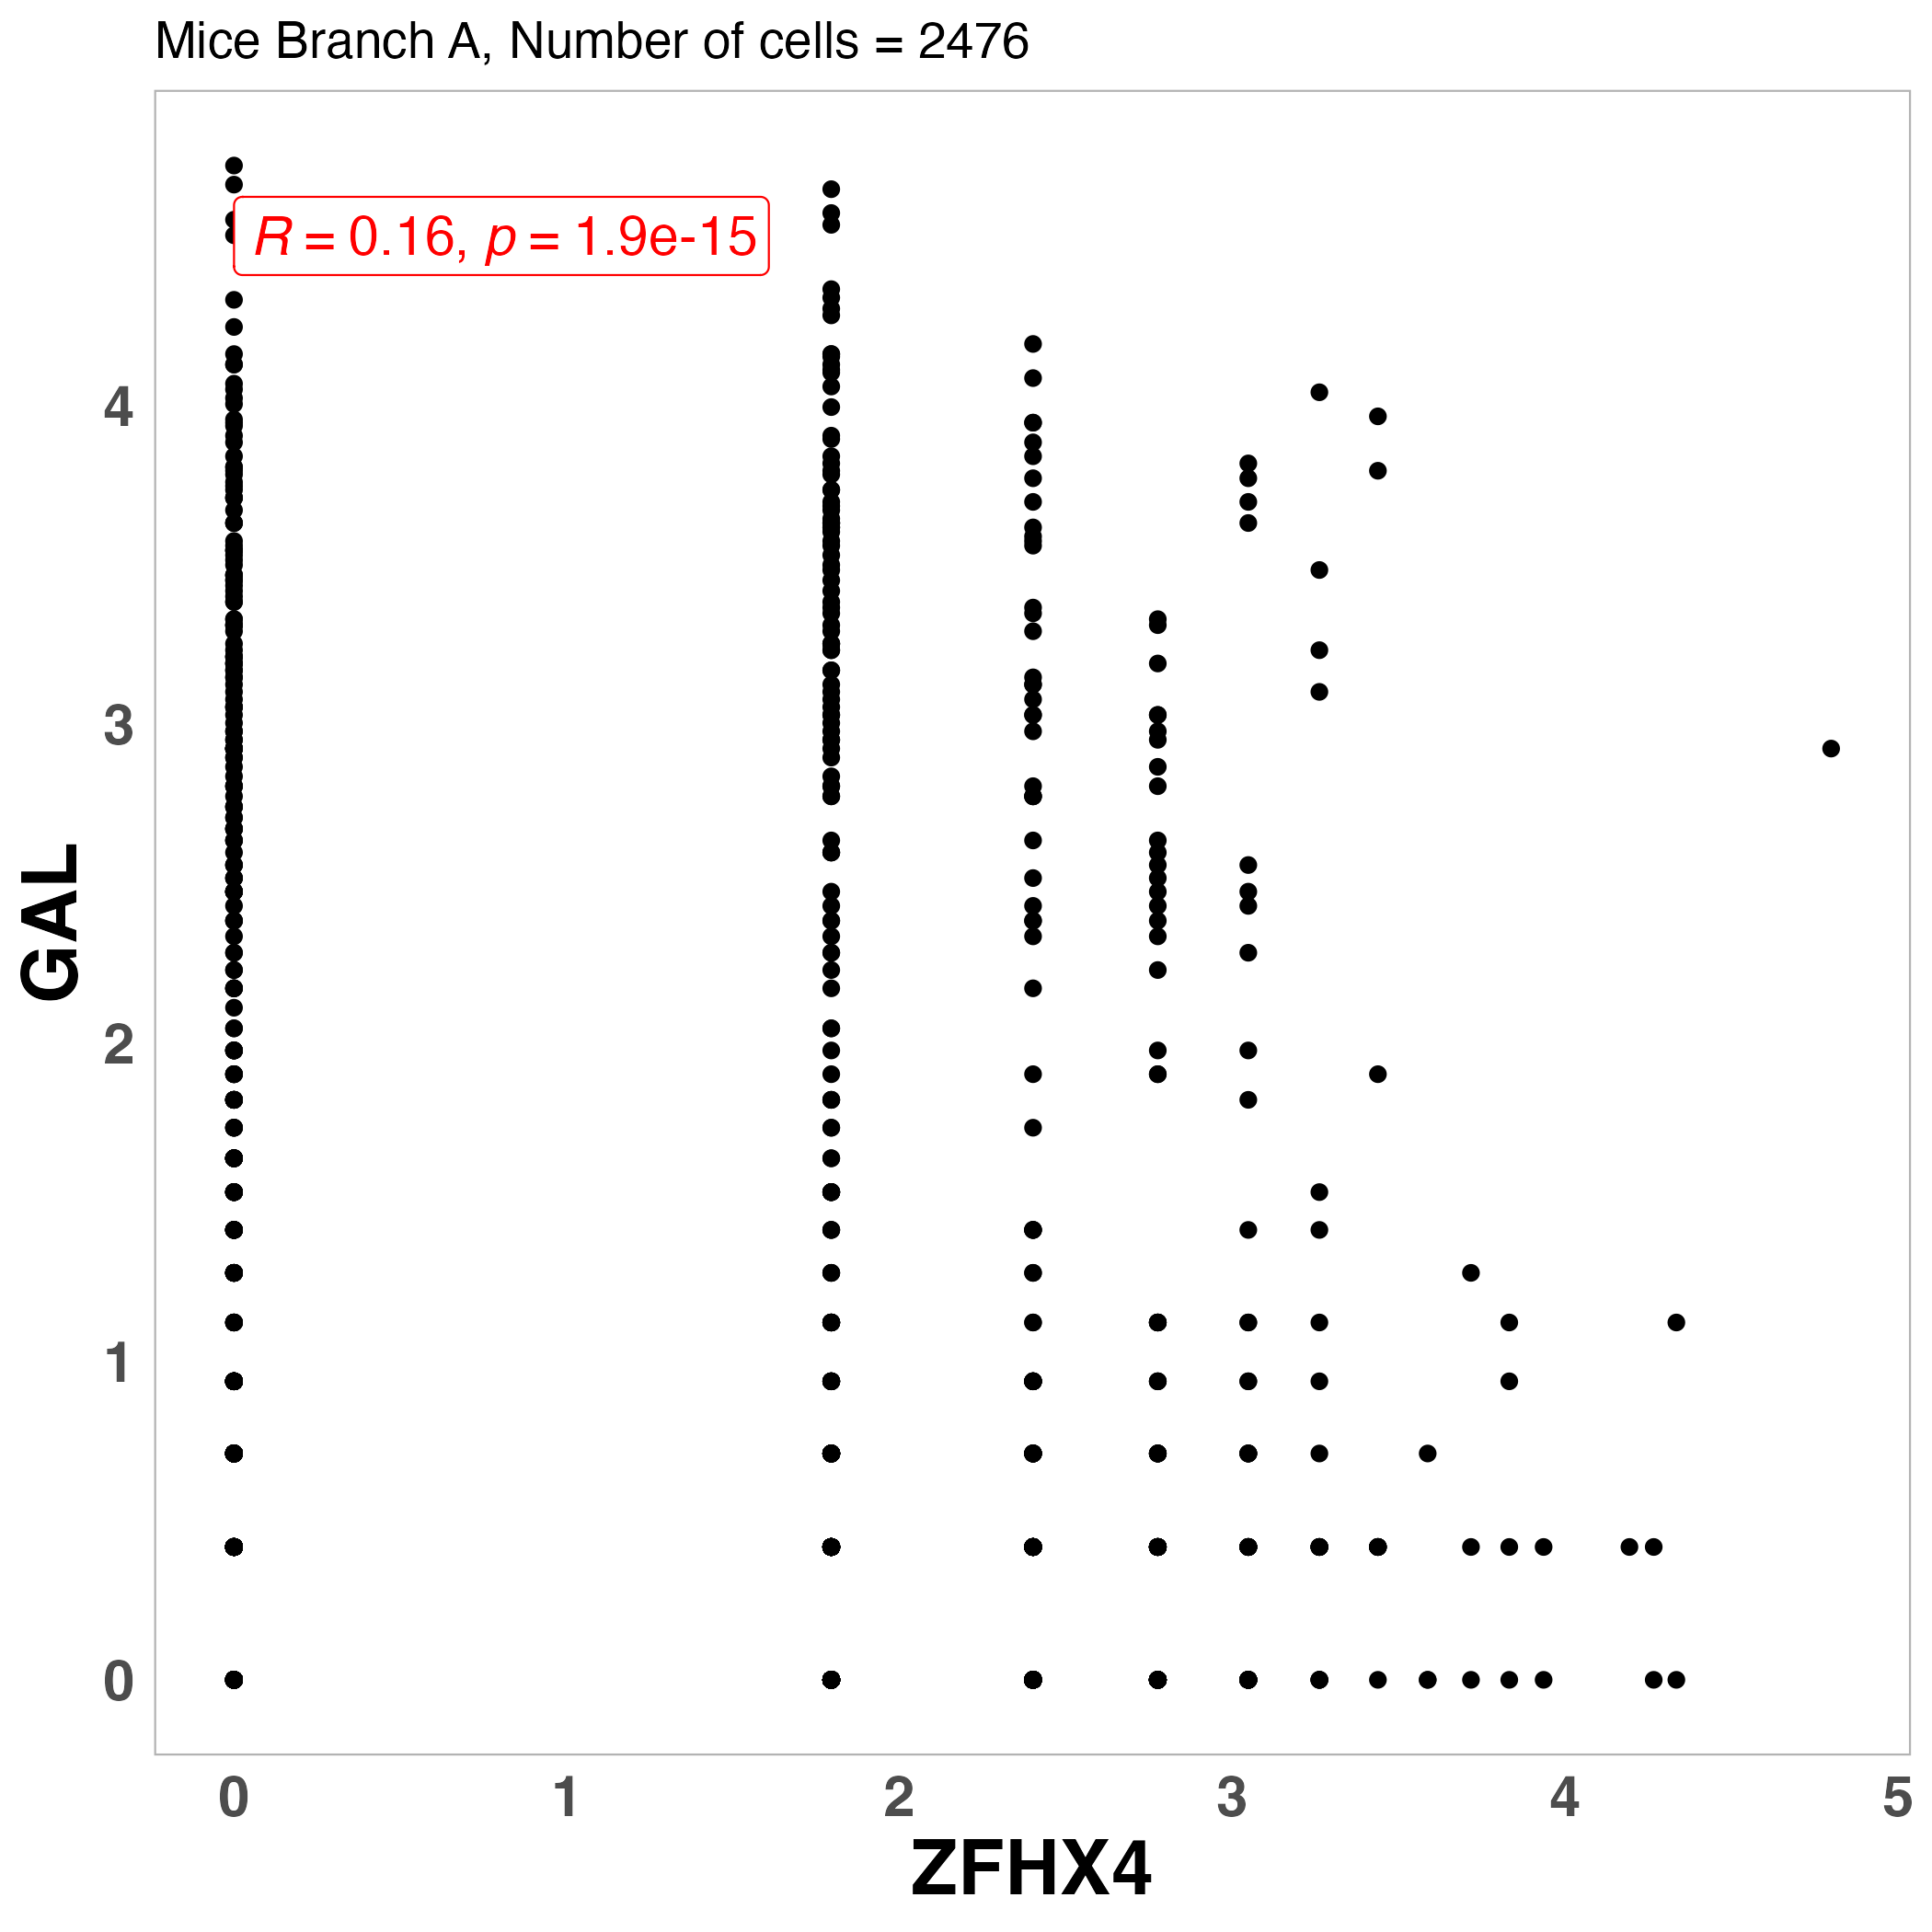 Mice Branch A, Number of cells = 2476
R = 0.16, p = 1.9e-15
4
3
2
1
0
GAL
0 1 2 3 4 5
ZFHX4